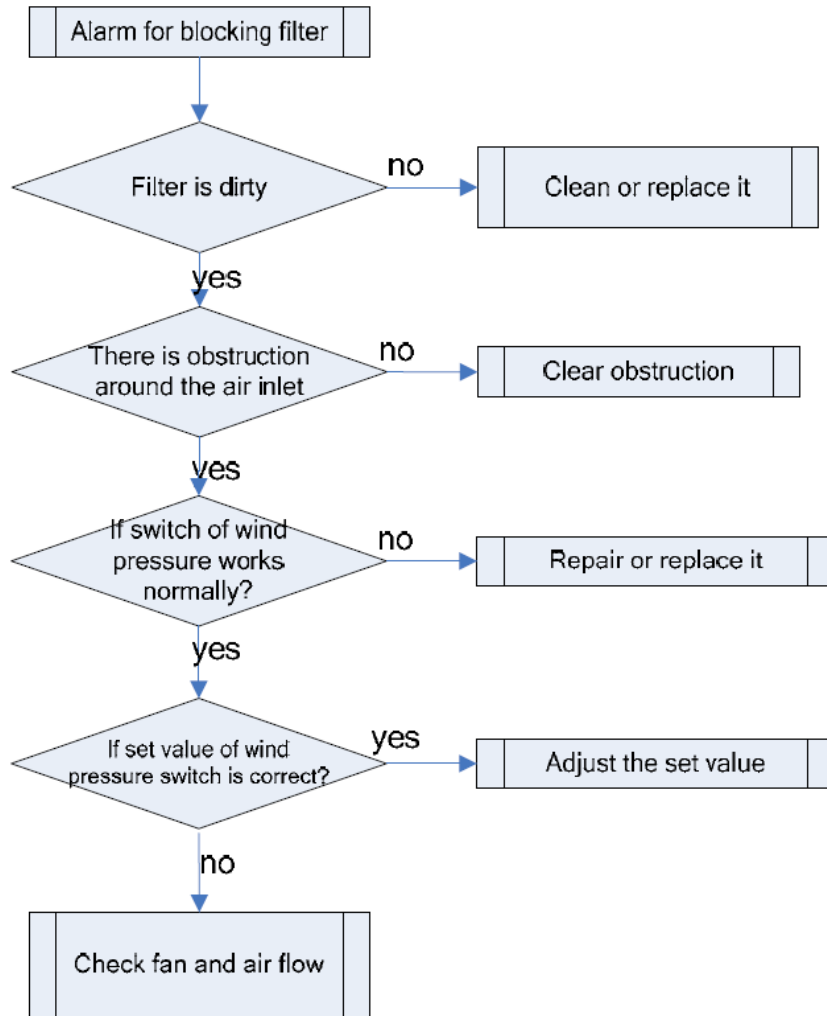 Alarm for blocking filter
Filter is dirty
no
Clean or replace it
yes
There is obstruction
around the air inlet
no
Clear obstruction
yes
If switch of wind
pressure works
normally?
no
Repair or replace it
yes
If set value of wind
pressure switch is correct?
yes
Adjust the set value
no
Check fan and air flow